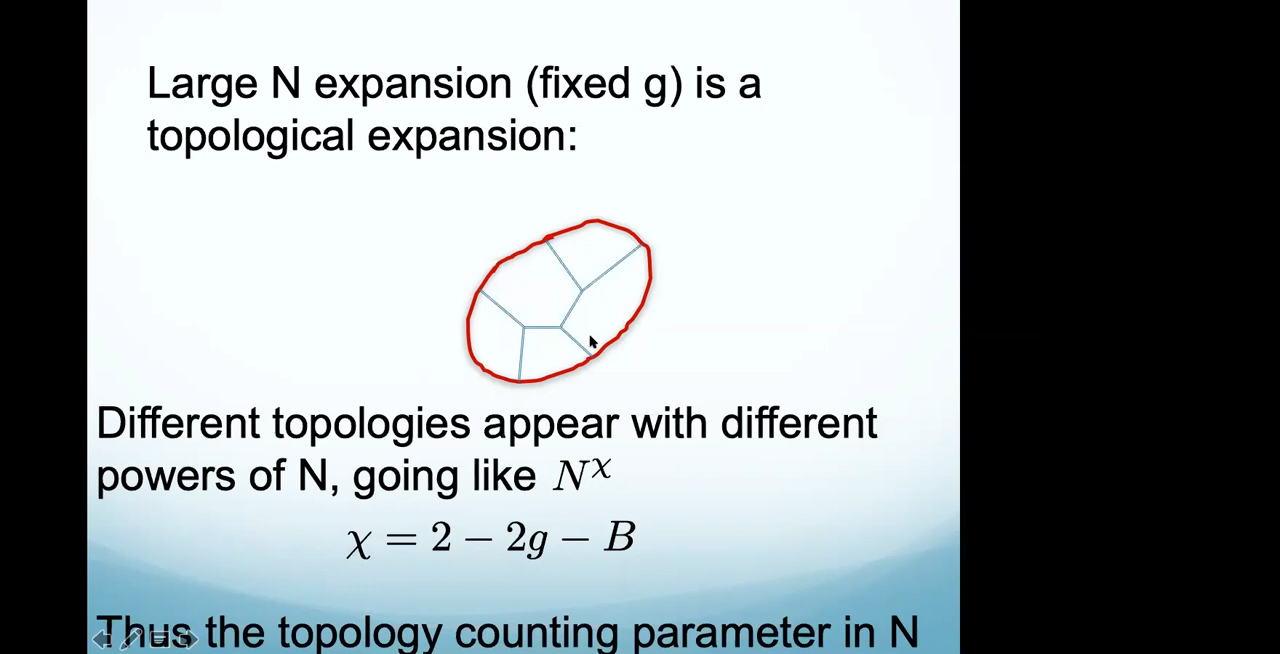 Large N expansion (fixed g) is a
topological expansion:
Different topologies appear with different
powers of N, going like N^χ
χ = 2 − 2g − B
Thus the topology counting parameter in N